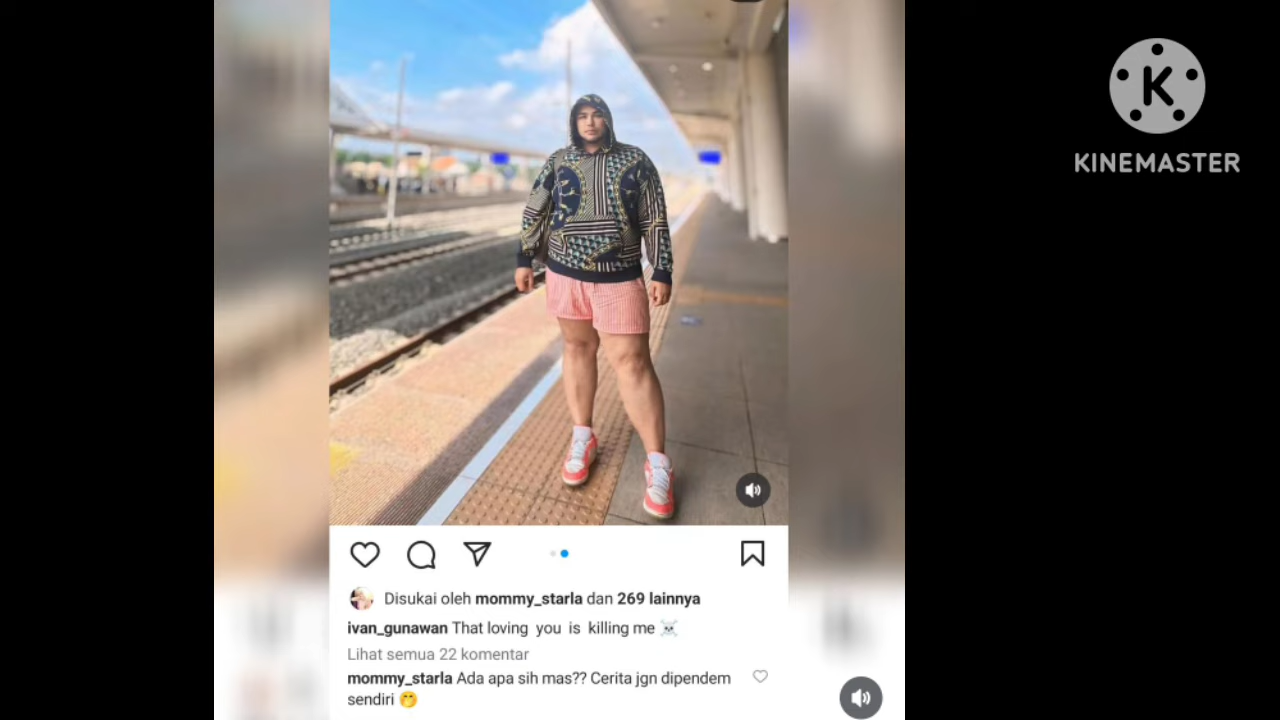 KINEMASTER
Disukai oleh mommy_starla dan 269 lainnya
ivan_gunawan That loving you is killing me ☠️
Lihat semua 22 komentar
mommy_starla Ada apa sih mas?? Cerita jgn dipendem
sendiri 🤭